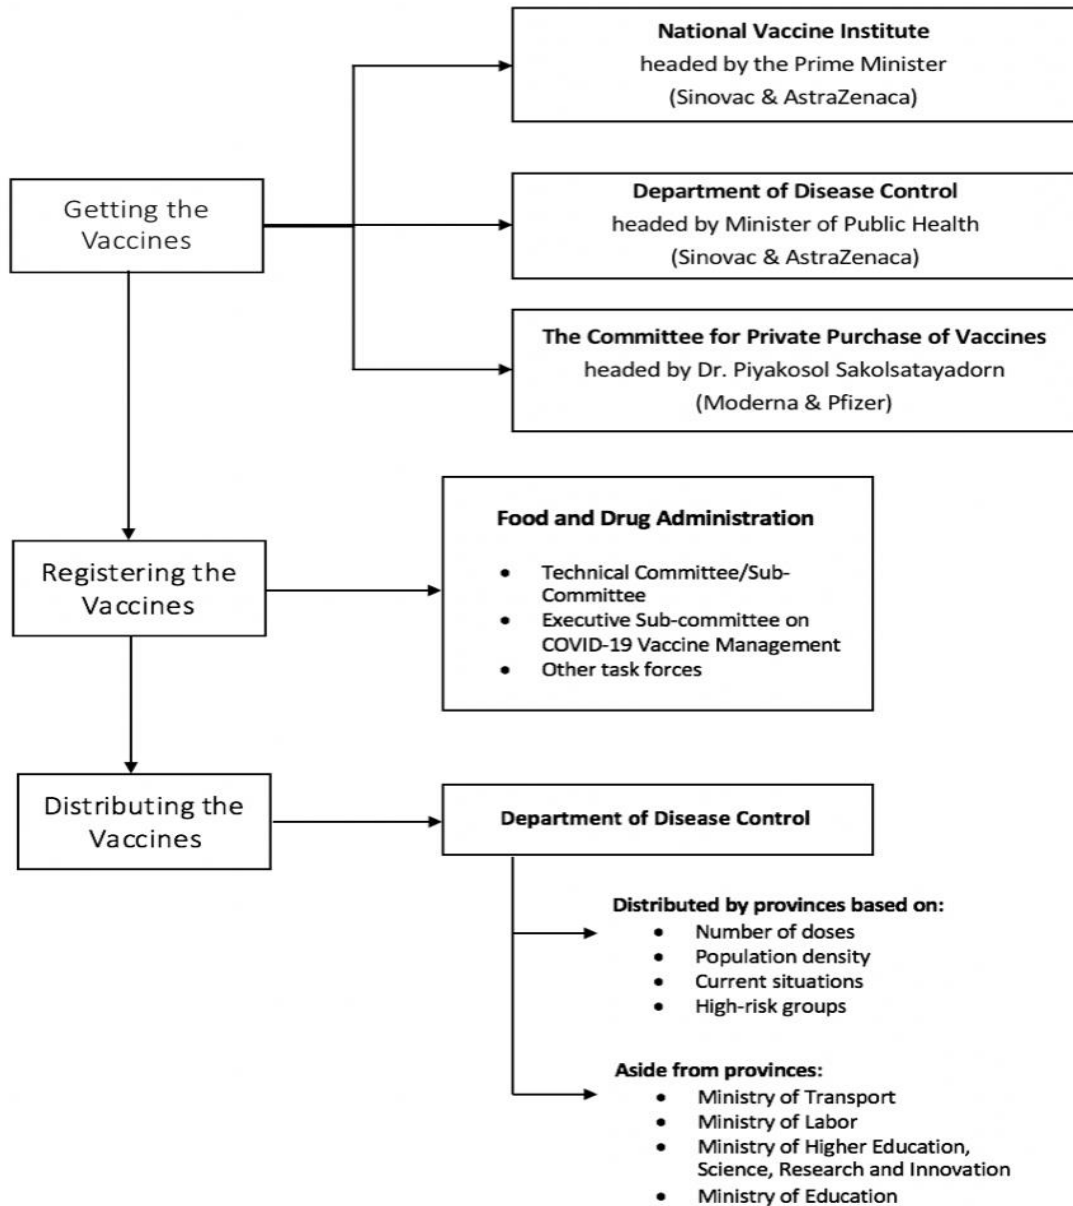 National Vaccine Institute
headed by the Prime Minister
(Sinovac & AstraZenaca)
Getting the
Vaccines
Department of Disease Control
headed by Minister of Public Health
(Sinovac & AstraZenaca)
The Committee for Private Purchase of Vaccines
headed by Dr. Piyakosol Sakolsatayadorn
(Moderna & Pfizer)
Registering the
Vaccines
Food and Drug Administration
• Technical Committee/Sub-
Committee
• Executive Sub-committee on
COVID-19 Vaccine Management
• Other task forces
Distributing the
Vaccines
Department of Disease Control
Distributed by provinces based on:
• Number of doses
• Population density
• Current situations
• High-risk groups
Aside from provinces:
• Ministry of Transport
• Ministry of Labor
• Ministry of Higher Education,
Science, Research and Innovation
• Ministry of Education